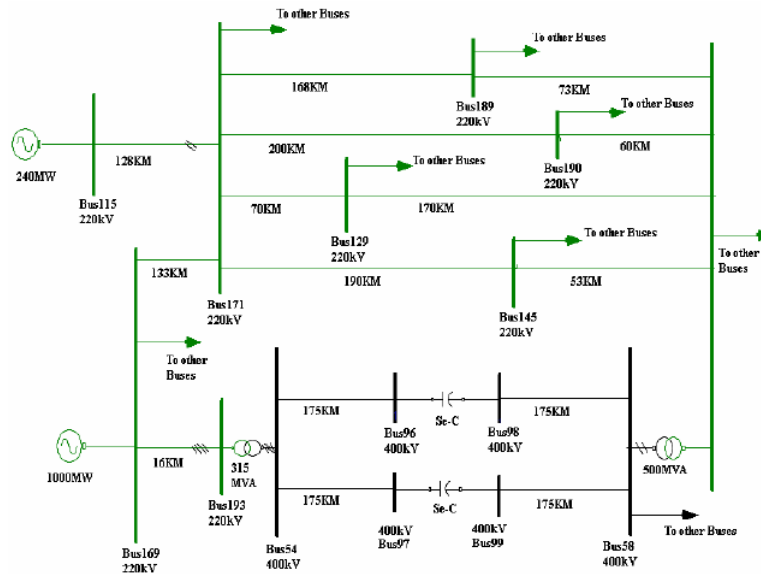 To other Buses
To other Buses
168KM
73KM
Bus189
220kV
To other Buses
128KM
200KM
Bus190
220kV
60KM
240MW
Bus115
220kV
To other Buses
70KM
170KM
Bus129
220kV
To other Buses
To other
Buses
133KM
190KM
53KM
Bus171
220kV
Bus145
220kV
To other
Buses
175KM
175KM
Se-C
Bus96
400kV
Bus98
400kV
16KM
315
MVA
500MVA
1000MW
Bus193
220kV
175KM
175KM
Se-C
400kV
Bus97
400kV
Bus99
To other Buses
Bus169
220kV
Bus54
400kV
Bus58
400kV